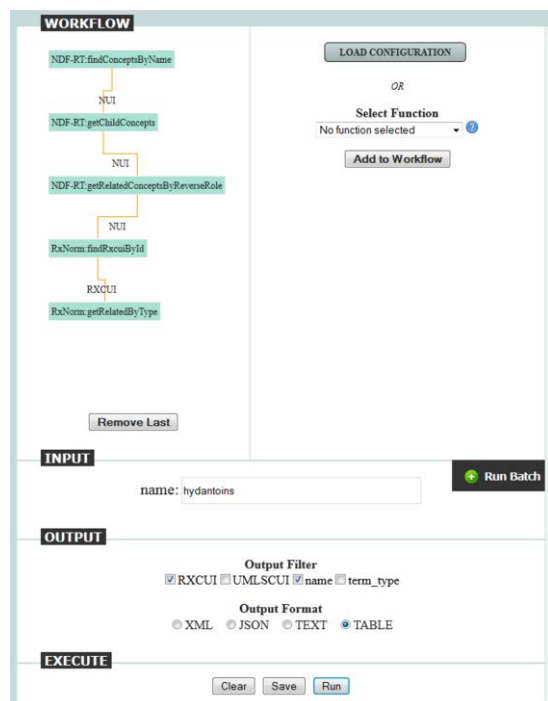 WORKFLOW
NDF-RT:findConceptsByName
NUI
NDF-RT:getChildConcepts
NUI
NDF-RT:getRelatedConceptsByReverseRole
NUI
RxNorm:findRxcuiById
RXCUI
RxNorm:getRelatedByType
Remove Last
LOAD CONFIGURATION
OR
Select Function
No function selected
?
Add to Workflow
INPUT
Run Batch
name: hydantoins
OUTPUT
Output Filter
RXCUI UMLSCUI name term_type
Output Format
XML JSON TEXT TABLE
EXECUTE
Clear Save Run